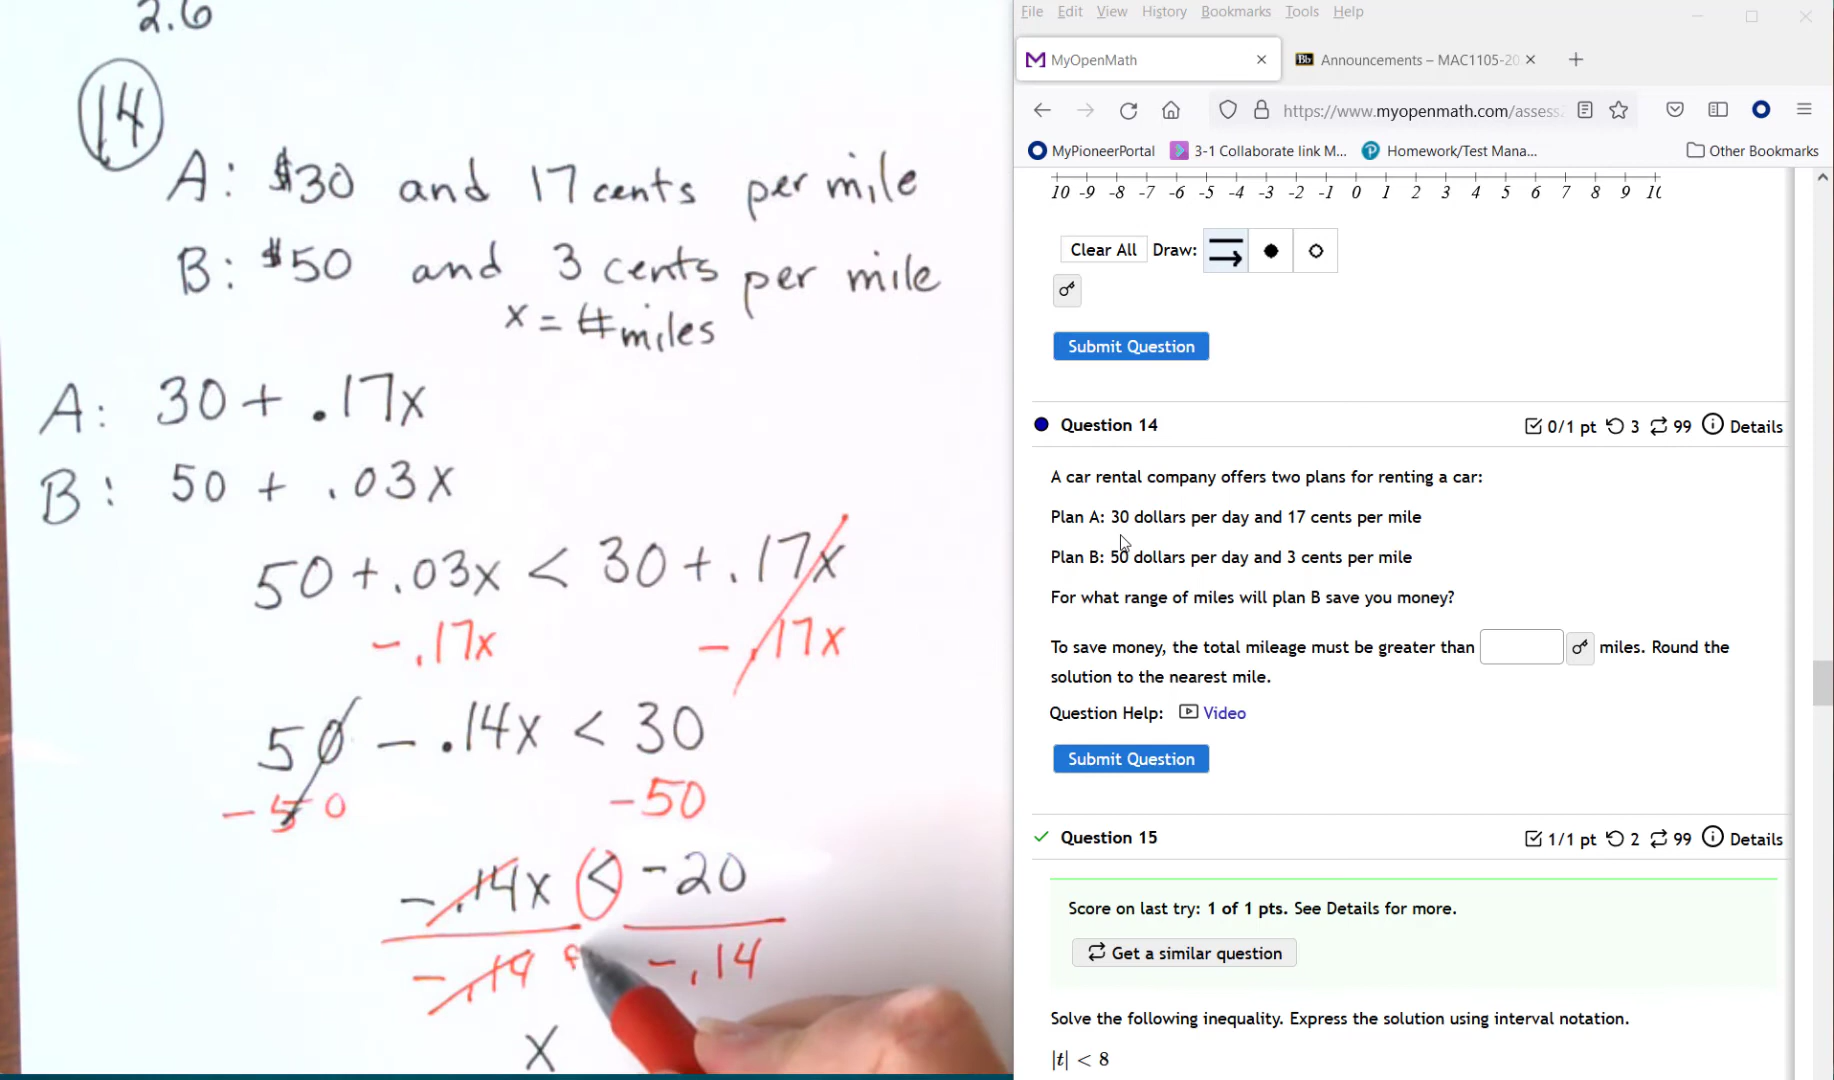 2.6
14
A: $30 and 17 cents per mile
B: $50 and 3 cents per mile
x = # miles
A: 30 + .17x
B: 50 + .03x
50 + .03x < 30 + .17x
- .17x - .17x
50 - .14x < 30
- 50 - 50
- .14x < - 20
- .14 - .14
x
File Edit View History Bookmarks Tools Help
MyOpenMath
Bb Announcements – MAC1105-20
https://www.myopenmath.com/assess
MyPioneerPortal 3-1 Collaborate link M... Homework/Test Mana... Other Bookmarks
10 -9 -8 -7 -6 -5 -4 -3 -2 -1 0 1 2 3 4 5 6 7 8 9 10
Clear All Draw:
Submit Question
Question 14 0/1 pt 3 99 Details
A car rental company offers two plans for renting a car:
Plan A: 30 dollars per day and 17 cents per mile
Plan B: 50 dollars per day and 3 cents per mile
For what range of miles will plan B save you money?
To save money, the total mileage must be greater than miles. Round the
solution to the nearest mile.
Question Help: Video
Submit Question
Question 15 1/1 pt 2 99 Details
Score on last try: 1 of 1 pts. See Details for more.
Get a similar question
Solve the following inequality. Express the solution using interval notation.
|t| < 8